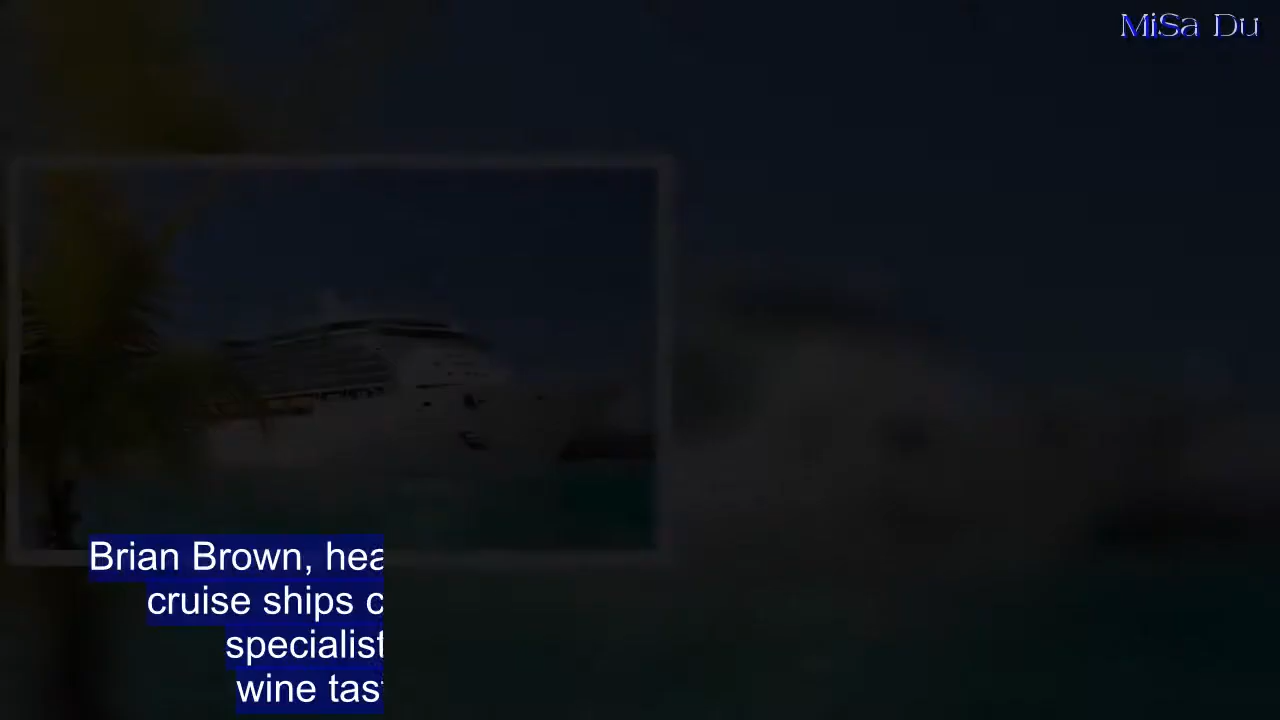 MiSa Du
Brian Brown, hea
cruise ships c
specialist
wine tas